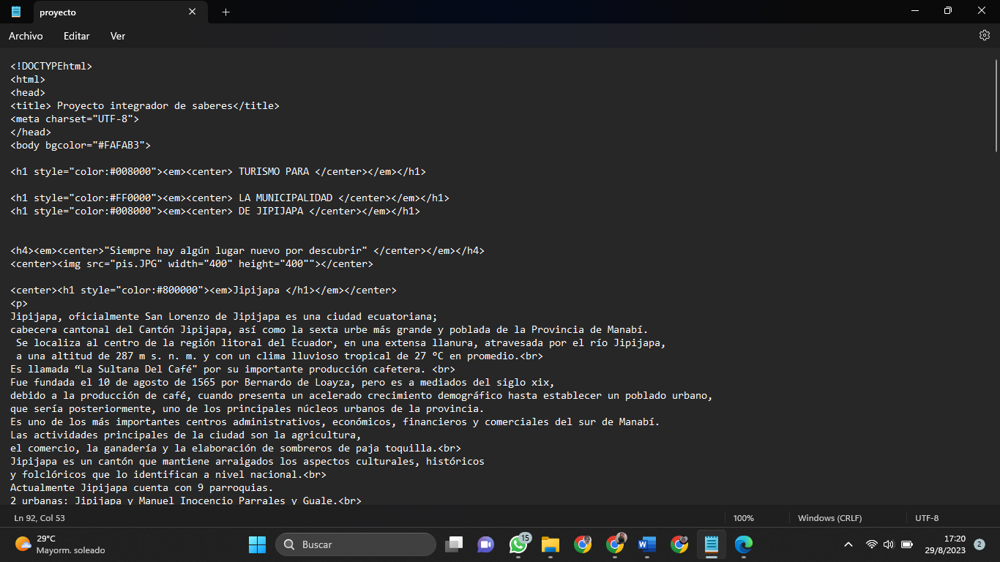 proyecto
Archivo Editar Ver
<!DOCTYPEhtml>
<html>
<head>
<title> Proyecto integrador de saberes</title>
<meta charset="UTF-8">
</head>
<body bgcolor="#FAFAB3">
<h1 style="color:#008000"><em><center> TURISMO PARA </center></em></h1>
<h1 style="color:#FF0000"><em><center> LA MUNICIPALIDAD </center></em></h1>
<h1 style="color:#008000"><em><center> DE JIPIJAPA </center></em></h1>
<h4><em><center>"Siempre hay algún lugar nuevo por descubrir" </center></em></h4>
<center><img src="pis.JPG" width="400" height="400""></center>
<center><h1 style="color:#800000"><em>Jipijapa </h1></em></center>
<p>
Jipijapa, oficialmente San Lorenzo de Jipijapa es una ciudad ecuatoriana;
cabecera cantonal del Cantón Jipijapa, así como la sexta urbe más grande y poblada de la Provincia de Manabí.
Se localiza al centro de la región litoral del Ecuador, en una extensa llanura, atravesada por el río Jipijapa,
a una altitud de 287 m s. n. m. y con un clima lluvioso tropical de 27 °C en promedio.<br>
Es llamada “La Sultana Del Café" por su importante producción cafetera. <br>
Fue fundada el 10 de agosto de 1565 por Bernardo de Loayza, pero es a mediados del siglo xix,
debido a la producción de café, cuando presenta un acelerado crecimiento demográfico hasta establecer un poblado urbano,
que sería posteriormente, uno de los principales núcleos urbanos de la provincia.
Es uno de los más importantes centros administrativos, económicos, financieros y comerciales del sur de Manabí.
Las actividades principales de la ciudad son la agricultura,
el comercio, la ganadería y la elaboración de sombreros de paja toquilla.<br>
Jipijapa es un cantón que mantiene arraigados los aspectos culturales, históricos
y folclóricos que lo identifican a nivel nacional.<br>
Actualmente Jipijapa cuenta con 9 parroquias.
2 urbanas: Jipijapa y Manuel Inocencio Parrales y Guale.<br>
Ln 92, Col 53 100% Windows (CRLF) UTF-8
29°C
Mayorm. soleado
Buscar
15
17:20
29/8/2023
2